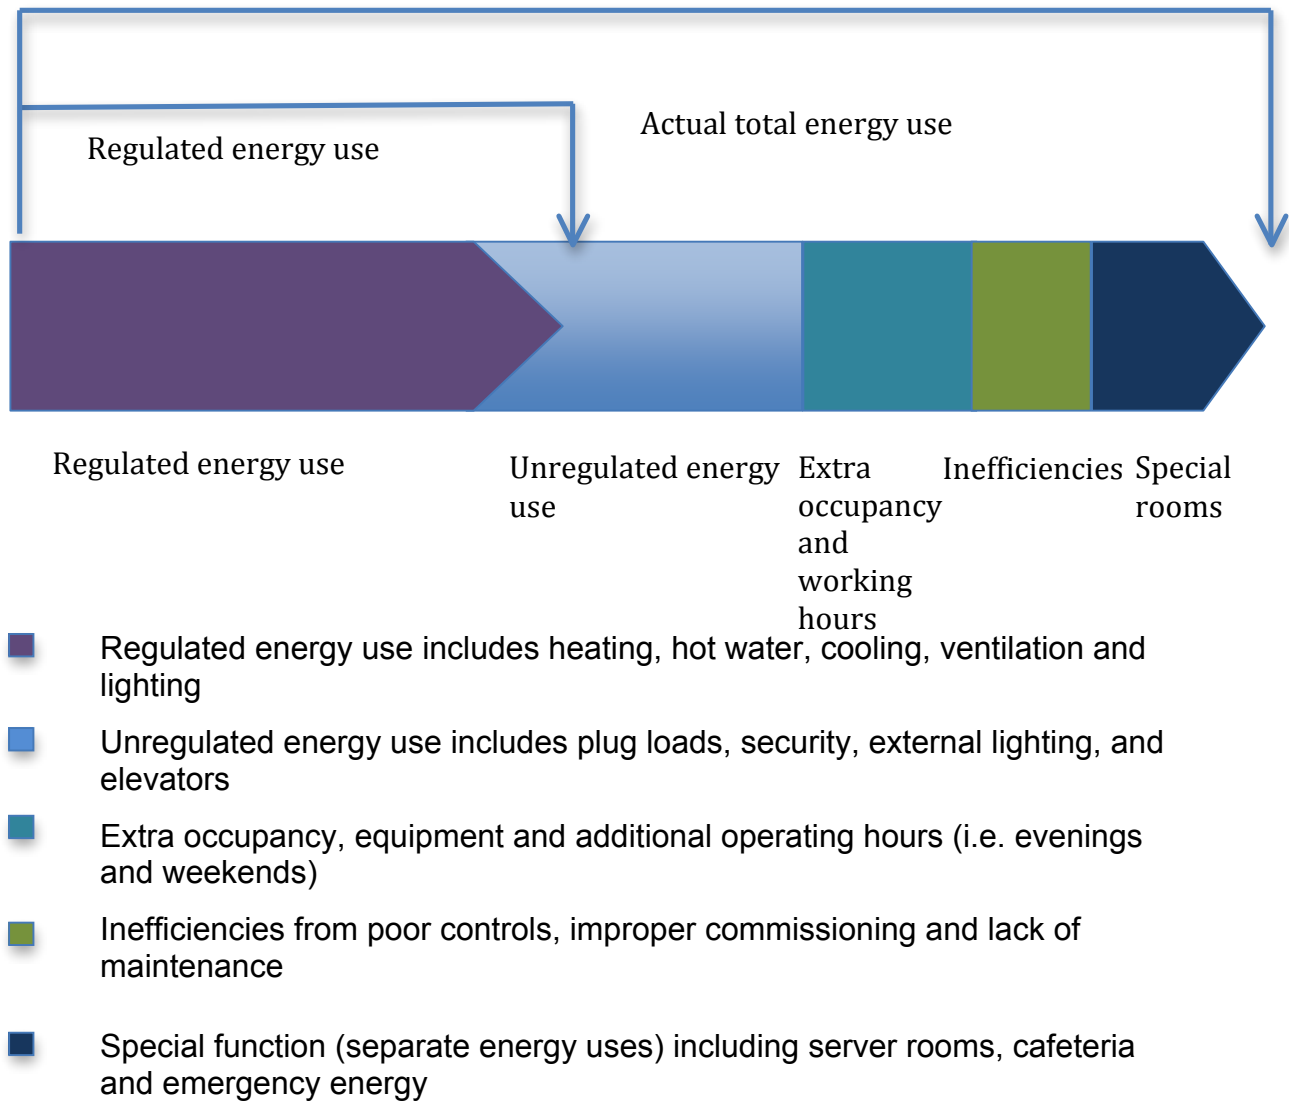 Actual total energy use
Regulated energy use
Regulated energy use
Unregulated energy
use
Extra
occupancy
and
working
hours
Inefficiencies
Special
rooms
Regulated energy use includes heating, hot water, cooling, ventilation and
lighting
Unregulated energy use includes plug loads, security, external lighting, and
elevators
Extra occupancy, equipment and additional operating hours (i.e. evenings
and weekends)
Inefficiencies from poor controls, improper commissioning and lack of
maintenance
Special function (separate energy uses) including server rooms, cafeteria
and emergency energy